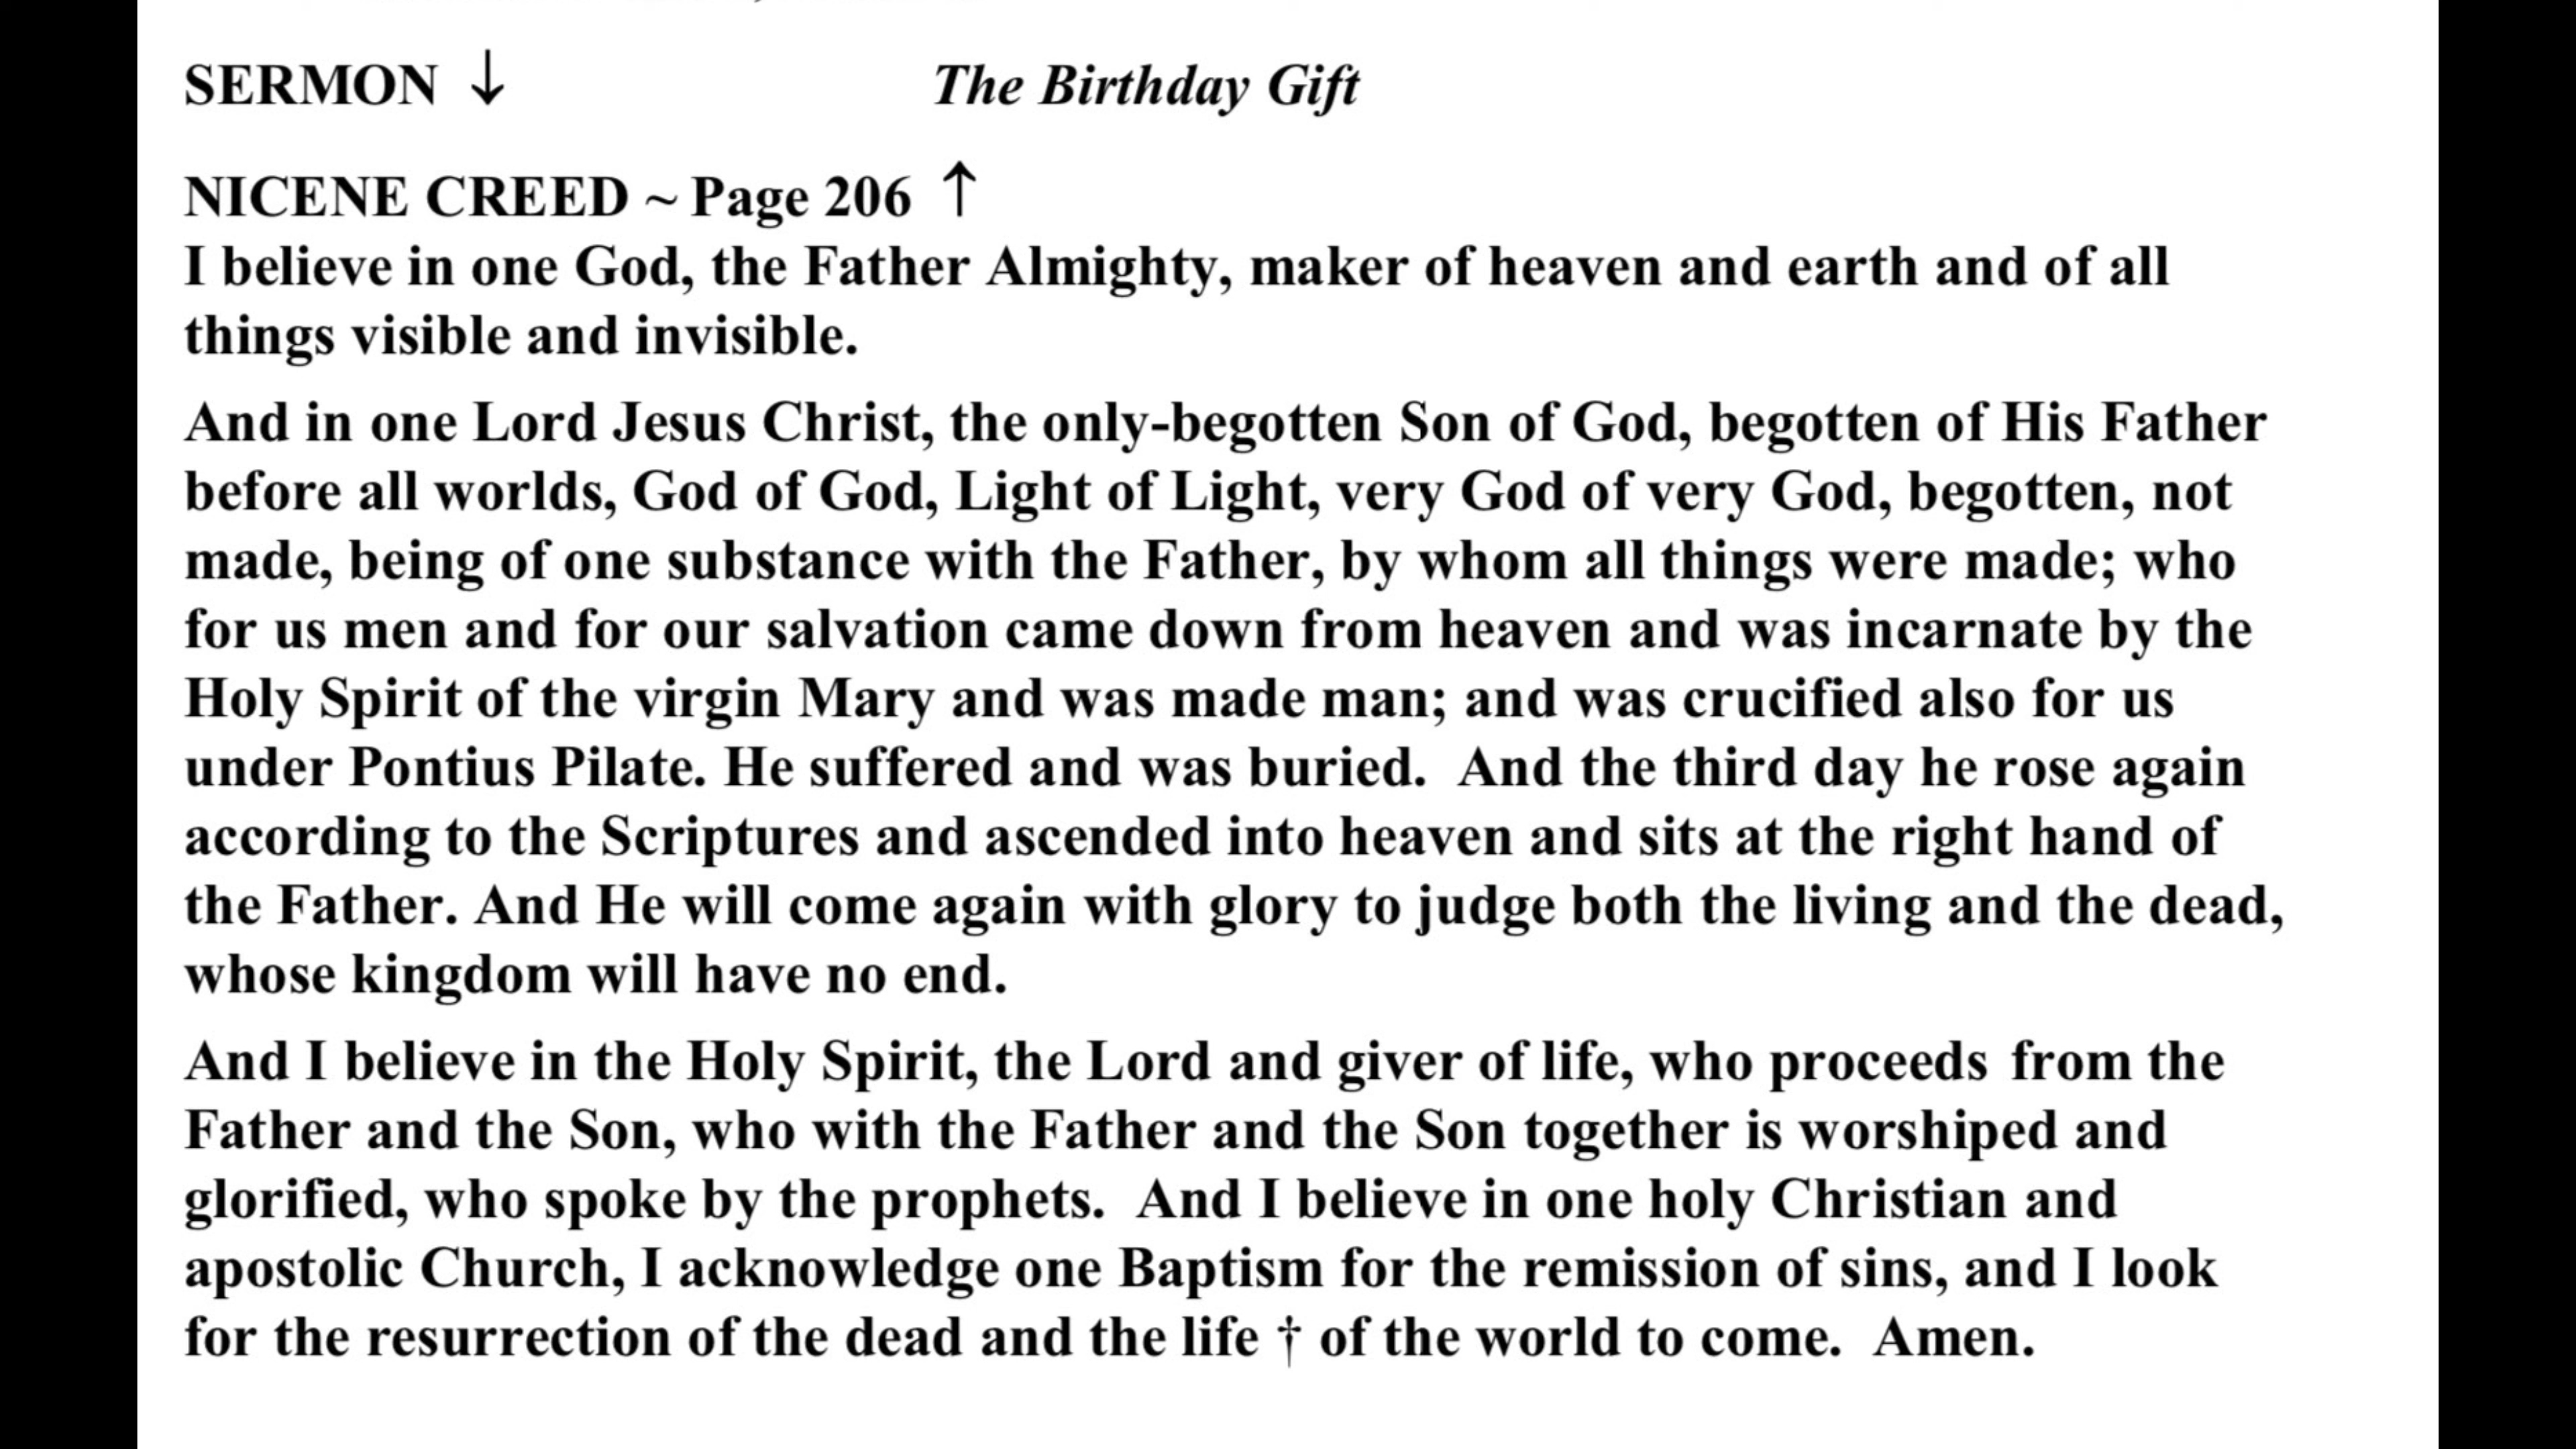 SERMON ↓ The Birthday Gift
NICENE CREED ~ Page 206 ↑
I believe in one God, the Father Almighty, maker of heaven and earth and of all
things visible and invisible.
And in one Lord Jesus Christ, the only-begotten Son of God, begotten of His Father
before all worlds, God of God, Light of Light, very God of very God, begotten, not
made, being of one substance with the Father, by whom all things were made; who
for us men and for our salvation came down from heaven and was incarnate by the
Holy Spirit of the virgin Mary and was made man; and was crucified also for us
under Pontius Pilate. He suffered and was buried.  And the third day he rose again
according to the Scriptures and ascended into heaven and sits at the right hand of
the Father. And He will come again with glory to judge both the living and the dead,
whose kingdom will have no end.
And I believe in the Holy Spirit, the Lord and giver of life, who proceeds from the
Father and the Son, who with the Father and the Son together is worshiped and
glorified, who spoke by the prophets.  And I believe in one holy Christian and
apostolic Church, I acknowledge one Baptism for the remission of sins, and I look
for the resurrection of the dead and the life † of the world to come.  Amen.